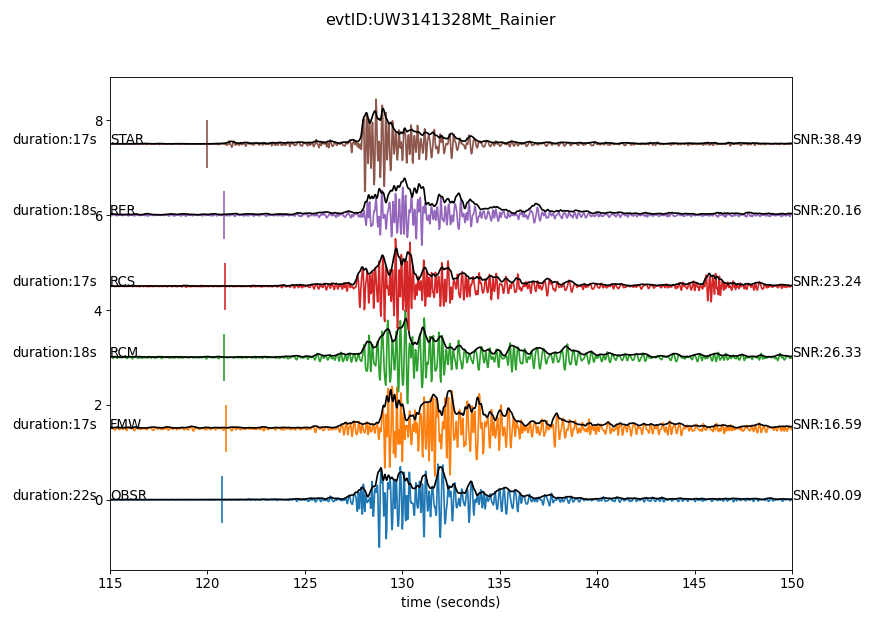 evtID:UW3141328Mt_Rainier
8
duration:17s STAR SNR:38.49
duration:18s RER SNR:20.16
6
duration:17s RCS SNR:23.24
4
duration:18s RCM SNR:26.33
2
duration:17s FMW SNR:16.59
duration:22s OBSR SNR:40.09
0
115 120 125 130 135 140 145 150
time (seconds)